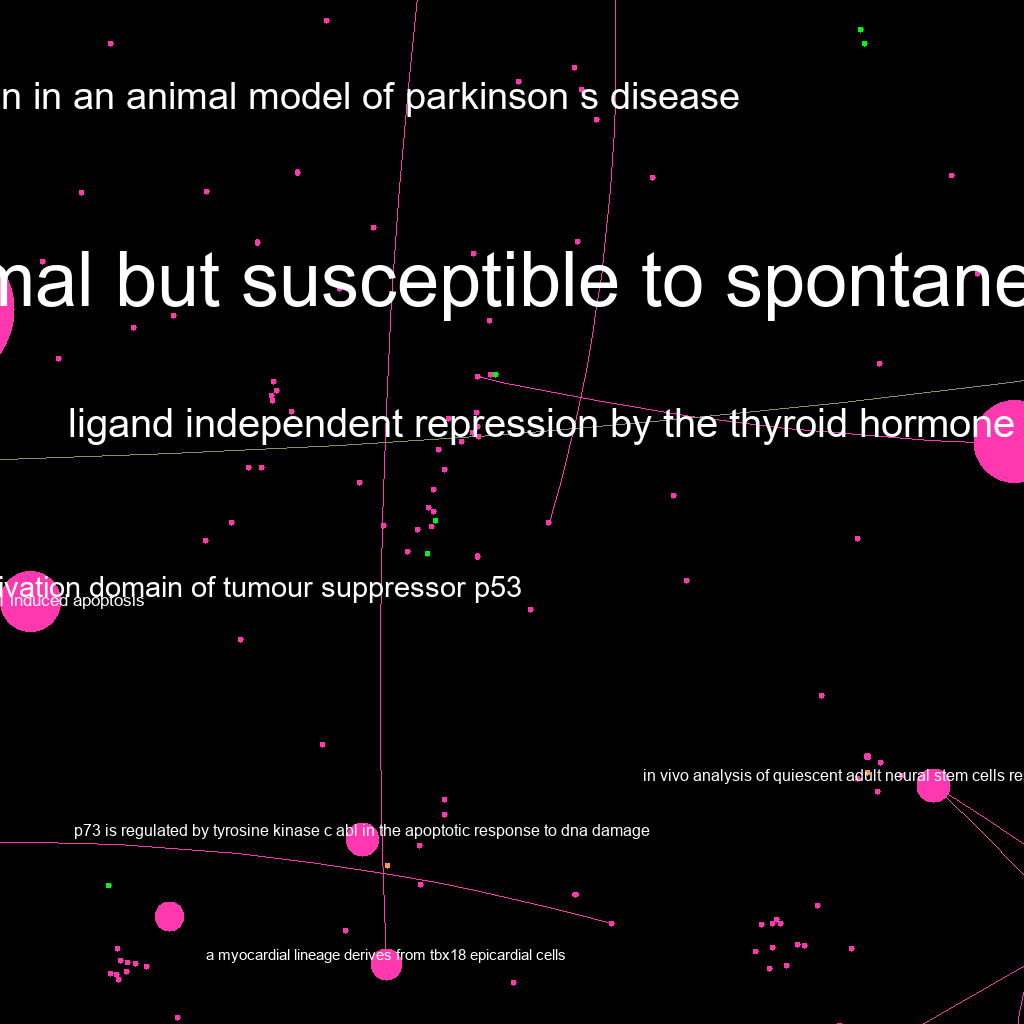 n in an animal model of parkinson s disease
mal but susceptible to spontane
ligand independent repression by the thyroid hormone
ivation domain of tumour suppressor p53
induced apoptosis
in vivo analysis of quiescent adult neural stem cells re
p73 is regulated by tyrosine kinase c abl in the apoptotic response to dna damage
a myocardial lineage derives from tbx18 epicardial cells